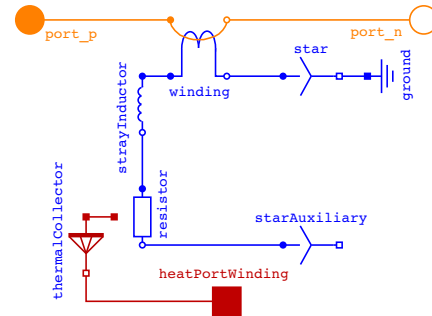 port_p
port_n
star
winding
ground
strayInductor
thermalCollector
resistor
starAuxiliary
heatPortWinding